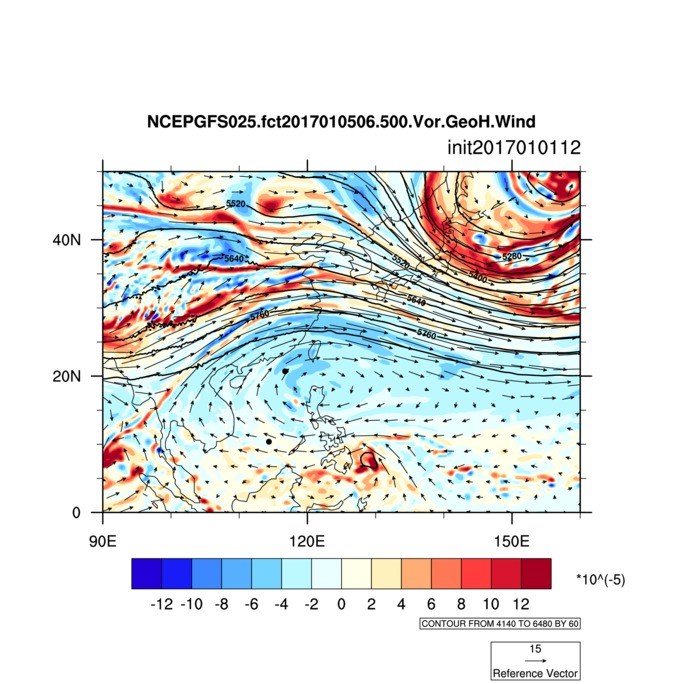 NCEPGFS025.fct2017010506.500.Vor.GeoH.Wind
init2017010112
5520
40N
5280
5640
5520
5400
5640
5760
5760
20N
0
90E 120E 150E
-12 -10 -8 -6 -4 -2 0 2 4 6 8 10 12
*10^(-5)
CONTOUR FROM 4140 TO 6480 BY 60
15
Reference Vector